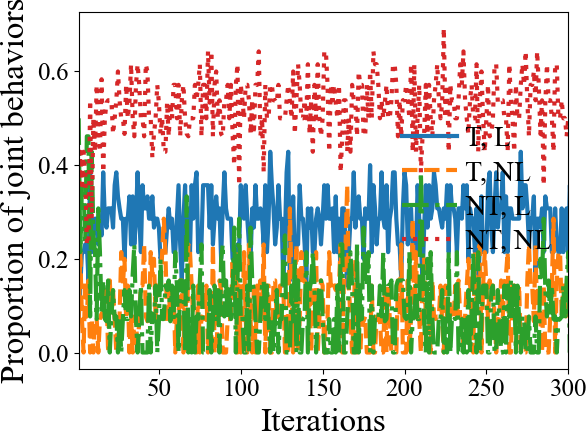 Proportion of joint behaviors
0.6
0.4
0.2
0.0
T, L
T, NL
NT, L
NT, NL
50 100 150 200 250 300
Iterations